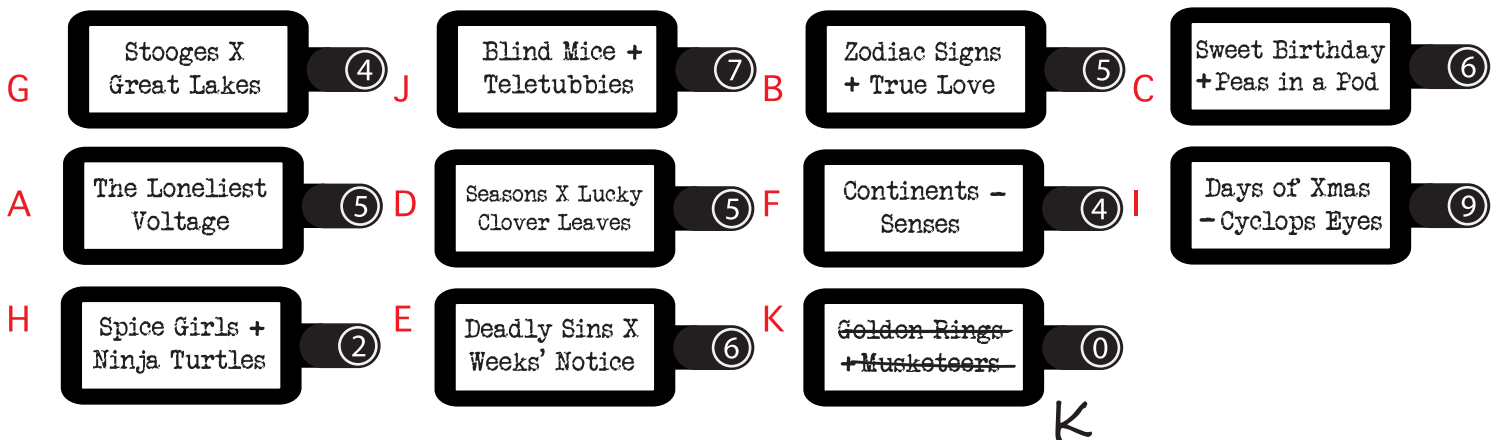 G
Stooges X
Great Lakes
4
J
Blind Mice +
Teletubbies
7
B
Zodiac Signs
+ True Love
5
C
Sweet Birthday
+Peas in a Pod
6
A
The Loneliest
Voltage
5
D
Seasons X Lucky
Clover Leaves
5
F
Continents -
Senses
4
I
Days of Xmas
- Cyclops Eyes
9
H
Spice Girls +
Ninja Turtles
2
E
Deadly Sins X
Weeks' Notice
6
K
Golden Rings
+Musketeers
0
K